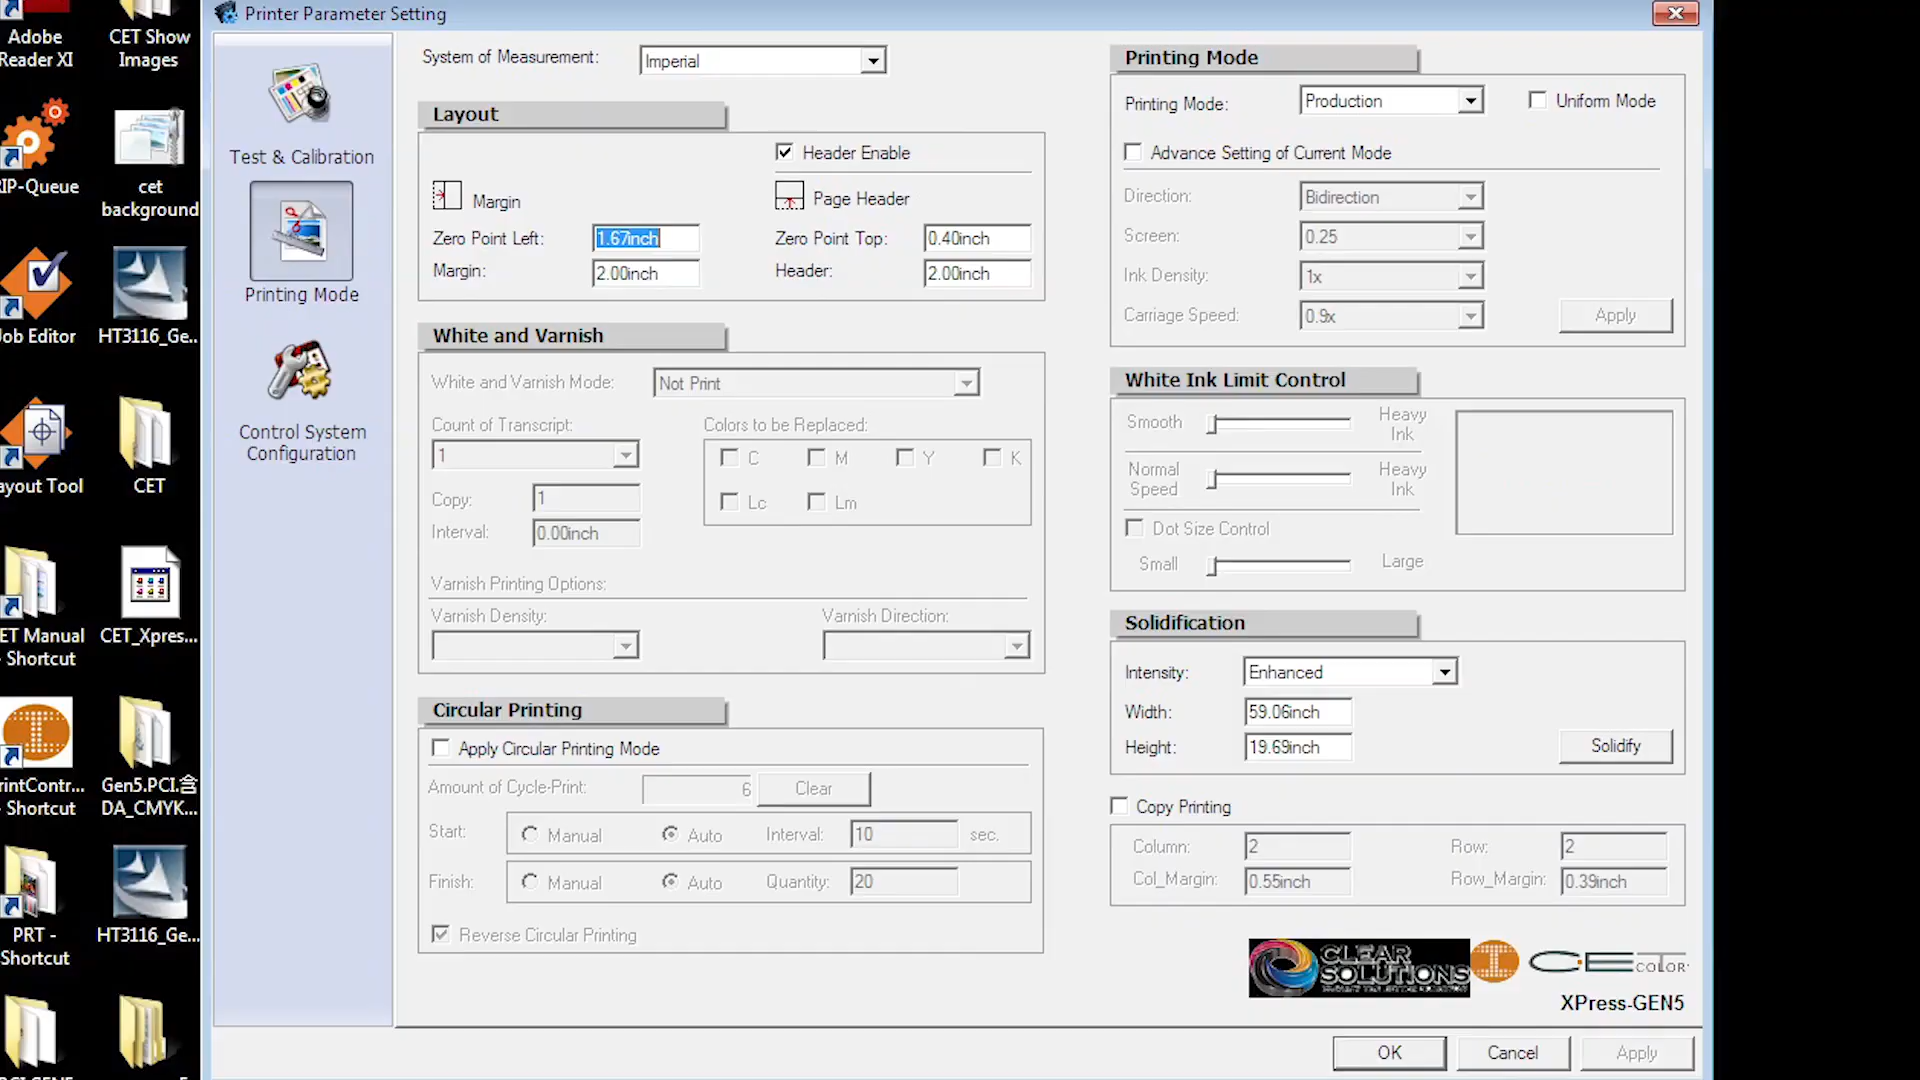 Printer Parameter Setting
Adobe
Reader XI
CET Show
Images
RIP-Queue
cet
background
Job Editor
HT3116_Ge...
Layout Tool
CET
CET Manual
- Shortcut
CET_Xpres...
PrintContr...
- Shortcut
Gen5.PCI.含
DA_CMYK...
PRT -
Shortcut
HT3116_Ge...
Test & Calibration
Printing Mode
Control System
Configuration
System of Measurement: Imperial
Layout
Header Enable
Margin
Page Header
Zero Point Left: 1.67inch
Zero Point Top: 0.40inch
Margin: 2.00inch
Header: 2.00inch
White and Varnish
White and Varnish Mode: Not Print
Count of Transcript:
1
Colors to be Replaced:
C M Y K
Lc Lm
Copy: 1
Interval: 0.00inch
Varnish Printing Options:
Varnish Density:
Varnish Direction:
Circular Printing
Apply Circular Printing Mode
Amount of Cycle-Print: 6 Clear
Start: Manual Auto Interval: 10 sec.
Finish: Manual Auto Quantity: 20
Reverse Circular Printing
Printing Mode
Printing Mode: Production Uniform Mode
Advance Setting of Current Mode
Direction: Bidirection
Screen: 0.25
Ink Density: 1x
Carriage Speed: 0.9x Apply
White Ink Limit Control
Smooth Heavy
Ink
Normal
Speed
Heavy
Ink
Dot Size Control
Small Large
Solidification
Intensity: Enhanced
Width: 59.06inch
Height: 19.69inch Solidify
Copy Printing
Column: 2 Row: 2
Col_Margin: 0.55inch Row_Margin: 0.39inch
CLEAR
SOLUTIONS
CET
COLOR
XPress-GEN5
OK Cancel Apply